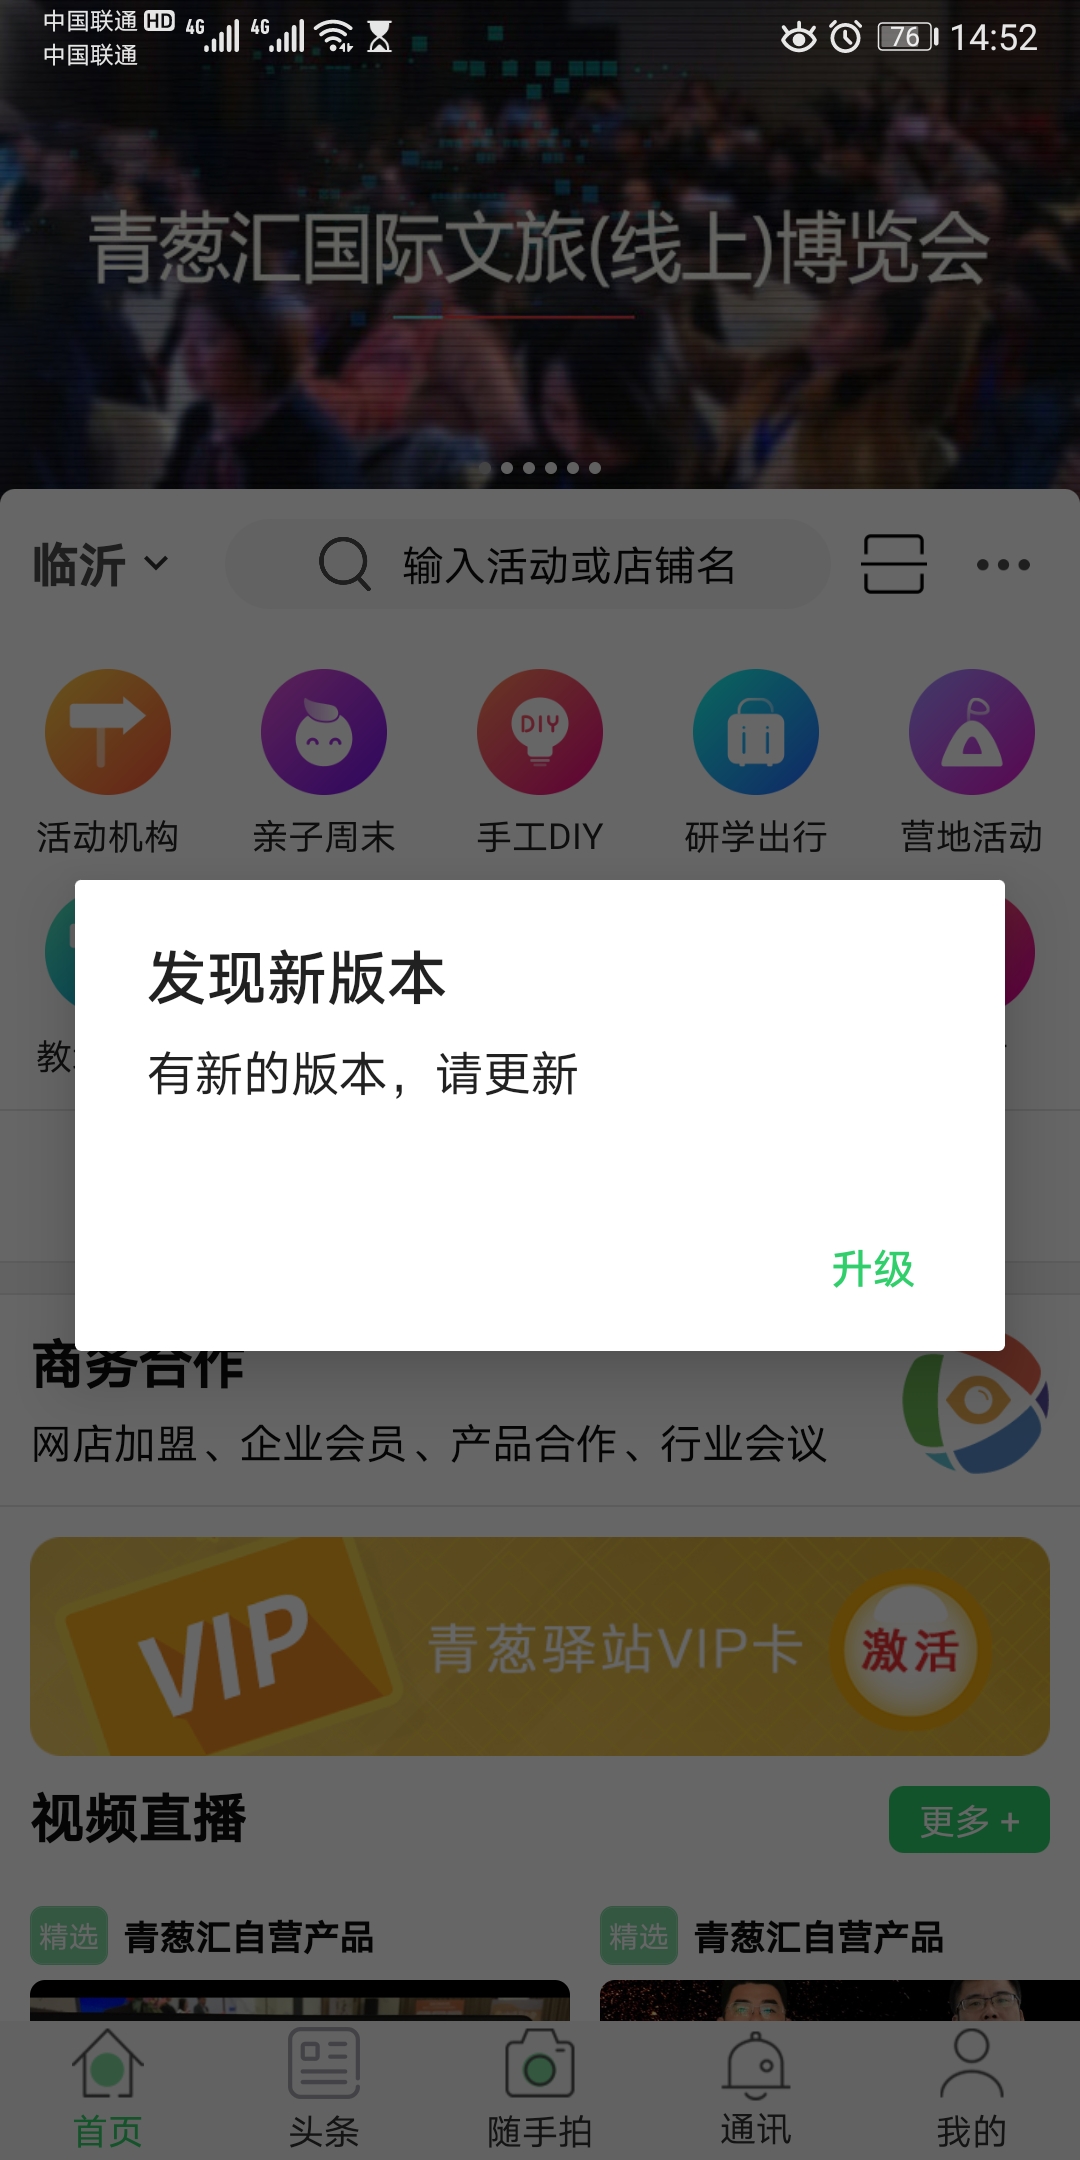 中国联通 HD 4G 4G 76 14:52
中国联通
青葱汇国际文旅(线上)博览会
临沂 输入活动或店铺名
DIY
活动机构 亲子周末 手工DIY 研学出行 营地活动
教
发现新版本
有新的版本，请更新
升级
商务合作
网店加盟、企业会员、产品合作、行业会议
VIP 青葱驿站VIP卡 激活
视频直播 更多 +
精选 青葱汇自营产品 精选 青葱汇自营产品
首页 头条 随手拍 通讯 我的